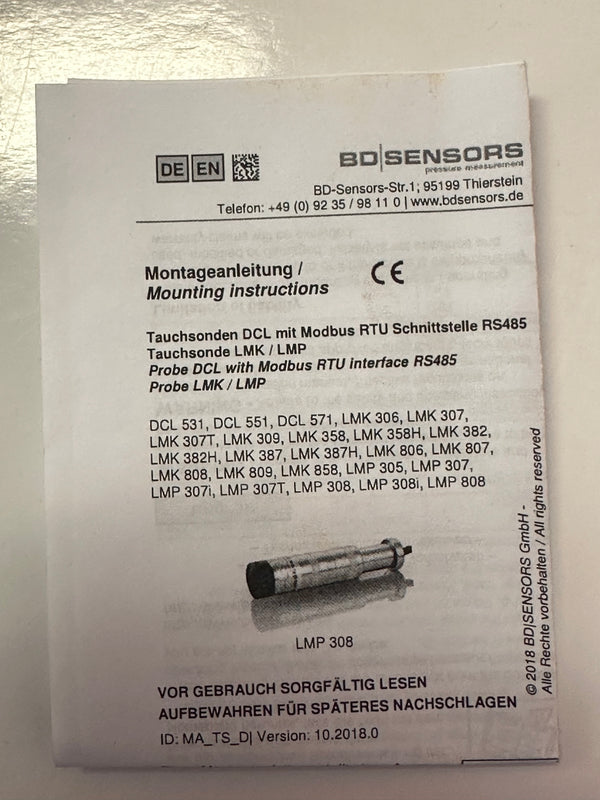 DE EN
BD|SENSORS
pressure measurement
BD-Sensors-Str.1; 95199 Thierstein
Telefon: +49 (0) 92 35 / 98 11 0 | www.bdsensors.de
Montageanleitung /
Mounting instructions
CE
Tauchsonden DCL mit Modbus RTU Schnittstelle RS485
Tauchsonde LMK / LMP
Probe DCL with Modbus RTU interface RS485
Probe LMK / LMP
DCL 531, DCL 551, DCL 571, LMK 306, LMK 307,
LMK 307T, LMK 309, LMK 358, LMK 358H, LMK 382,
LMK 382H, LMK 387, LMK 387H, LMK 806, LMK 807,
LMK 808, LMK 809, LMK 858, LMP 305, LMP 307,
LMP 307i, LMP 307T, LMP 308, LMP 308i, LMP 808
LMP 308
© 2018 BD|SENSORS GmbH -
Alle Rechte vorbehalten / All rights reserved
VOR GEBRAUCH SORGFÄLTIG LESEN
AUFBEWAHREN FÜR SPÄTERES NACHSCHLAGEN
ID: MA_TS_D| Version: 10.2018.0